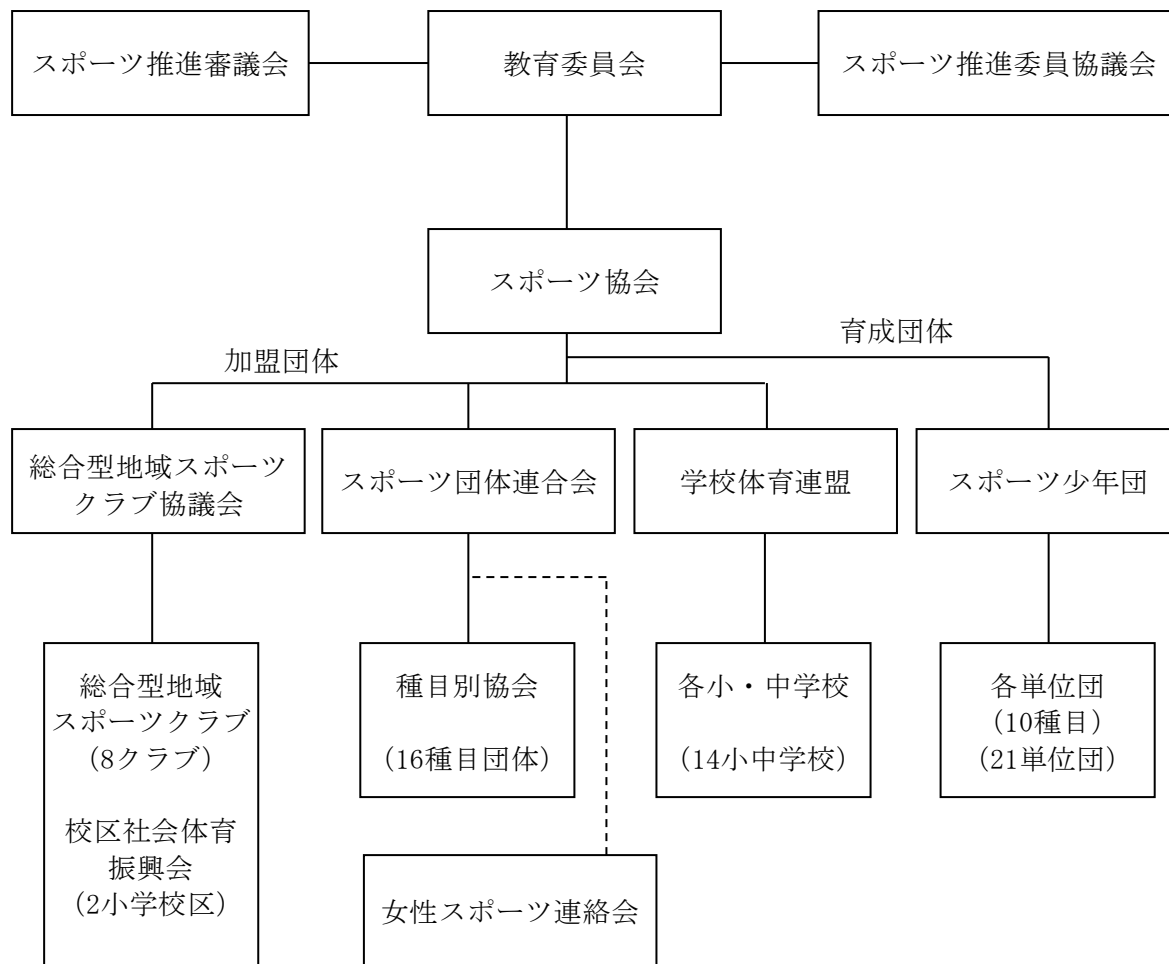 スポーツ推進審議会
教育委員会
スポーツ推進委員協議会
スポーツ協会
育成団体
加盟団体
総合型地域スポーツ
クラブ協議会
スポーツ団体連合会
学校体育連盟
スポーツ少年団
総合型地域
スポーツクラブ
(8クラブ)
校区社会体育
振興会
(2小学校区)
種目別協会
(16種目団体)
各小・中学校
(14小中学校)
各単位団
(10種目)
(21単位団)
女性スポーツ連絡会